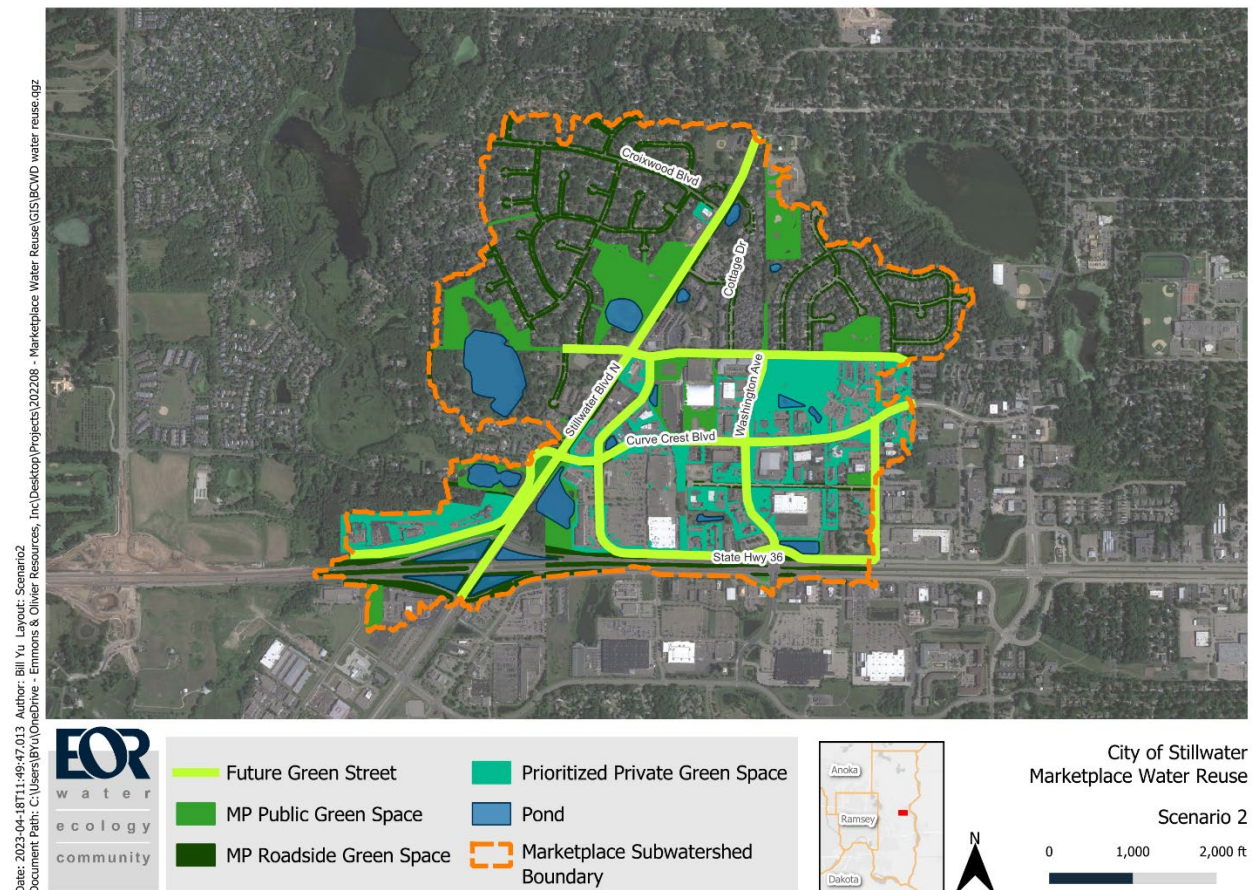 Date: 2023-04-18T11:49:47.013 Author: Bill Yu Layout: Scenario2
Document Path: C:\Users\BYu\OneDrive - Emmons & Olivier Resources, Inc\Desktop\Projects\202208 - Marketplace Water Reuse\GIS\BCWD water reuse.qgz
Croixwood Blvd
Cottage Dr
Stillwater Blvd N
Washington Ave
Curve Crest Blvd
State Hwy 36
EOR
water
ecology
community
Future Green Street
MP Public Green Space
MP Roadside Green Space
Prioritized Private Green Space
Pond
Marketplace Subwatershed
Boundary
Anoka
Ramsey
Dakota
N
City of Stillwater
Marketplace Water Reuse
Scenario 2
0 1,000 2,000 ft